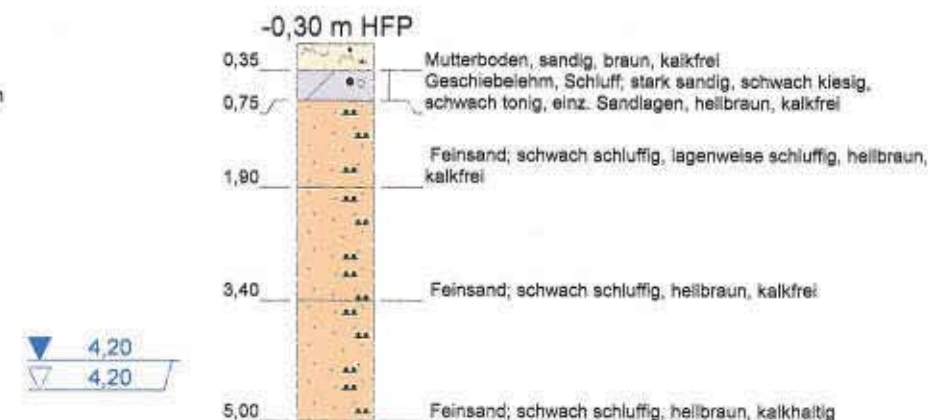 -0,30 m HFP
0,35
Mutterboden, sandig, braun, kalkfrei
Geschiebelehm, Schluff; stark sandig, schwach kiesig,
0,75
schwach tonig, einz. Sandlagen, hellbraun, kalkfrei
Feinsand; schwach schluffig, lagenweise schluffig, hellbraun,
1,90
kalkfrei
3,40
Feinsand; schwach schluffig, hellbraun, kalkfrei
4,20
4,20
5,00
Feinsand; schwach schluffig, hellbraun, kalkhaltig